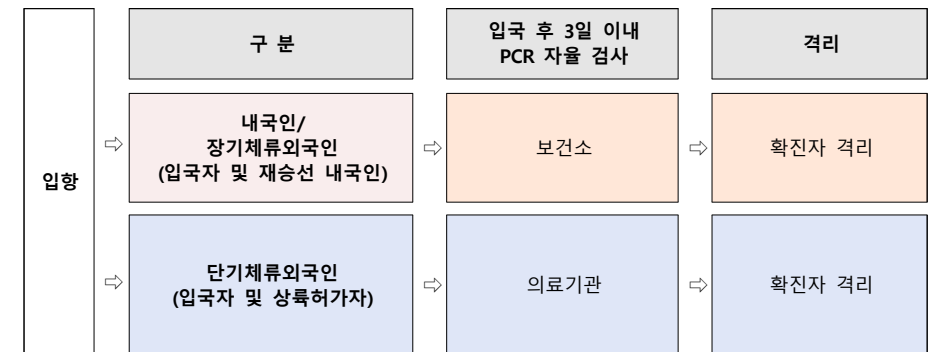 구 분
입국 후 3일 이내
PCR 자율 검사
격리
입항
⇨
내국인/
장기체류외국인
(입국자 및 재승선 내국인)
⇨
보건소
⇨
확진자 격리
⇨
단기체류외국인
(입국자 및 상륙허가자)
⇨
의료기관
⇨
확진자 격리